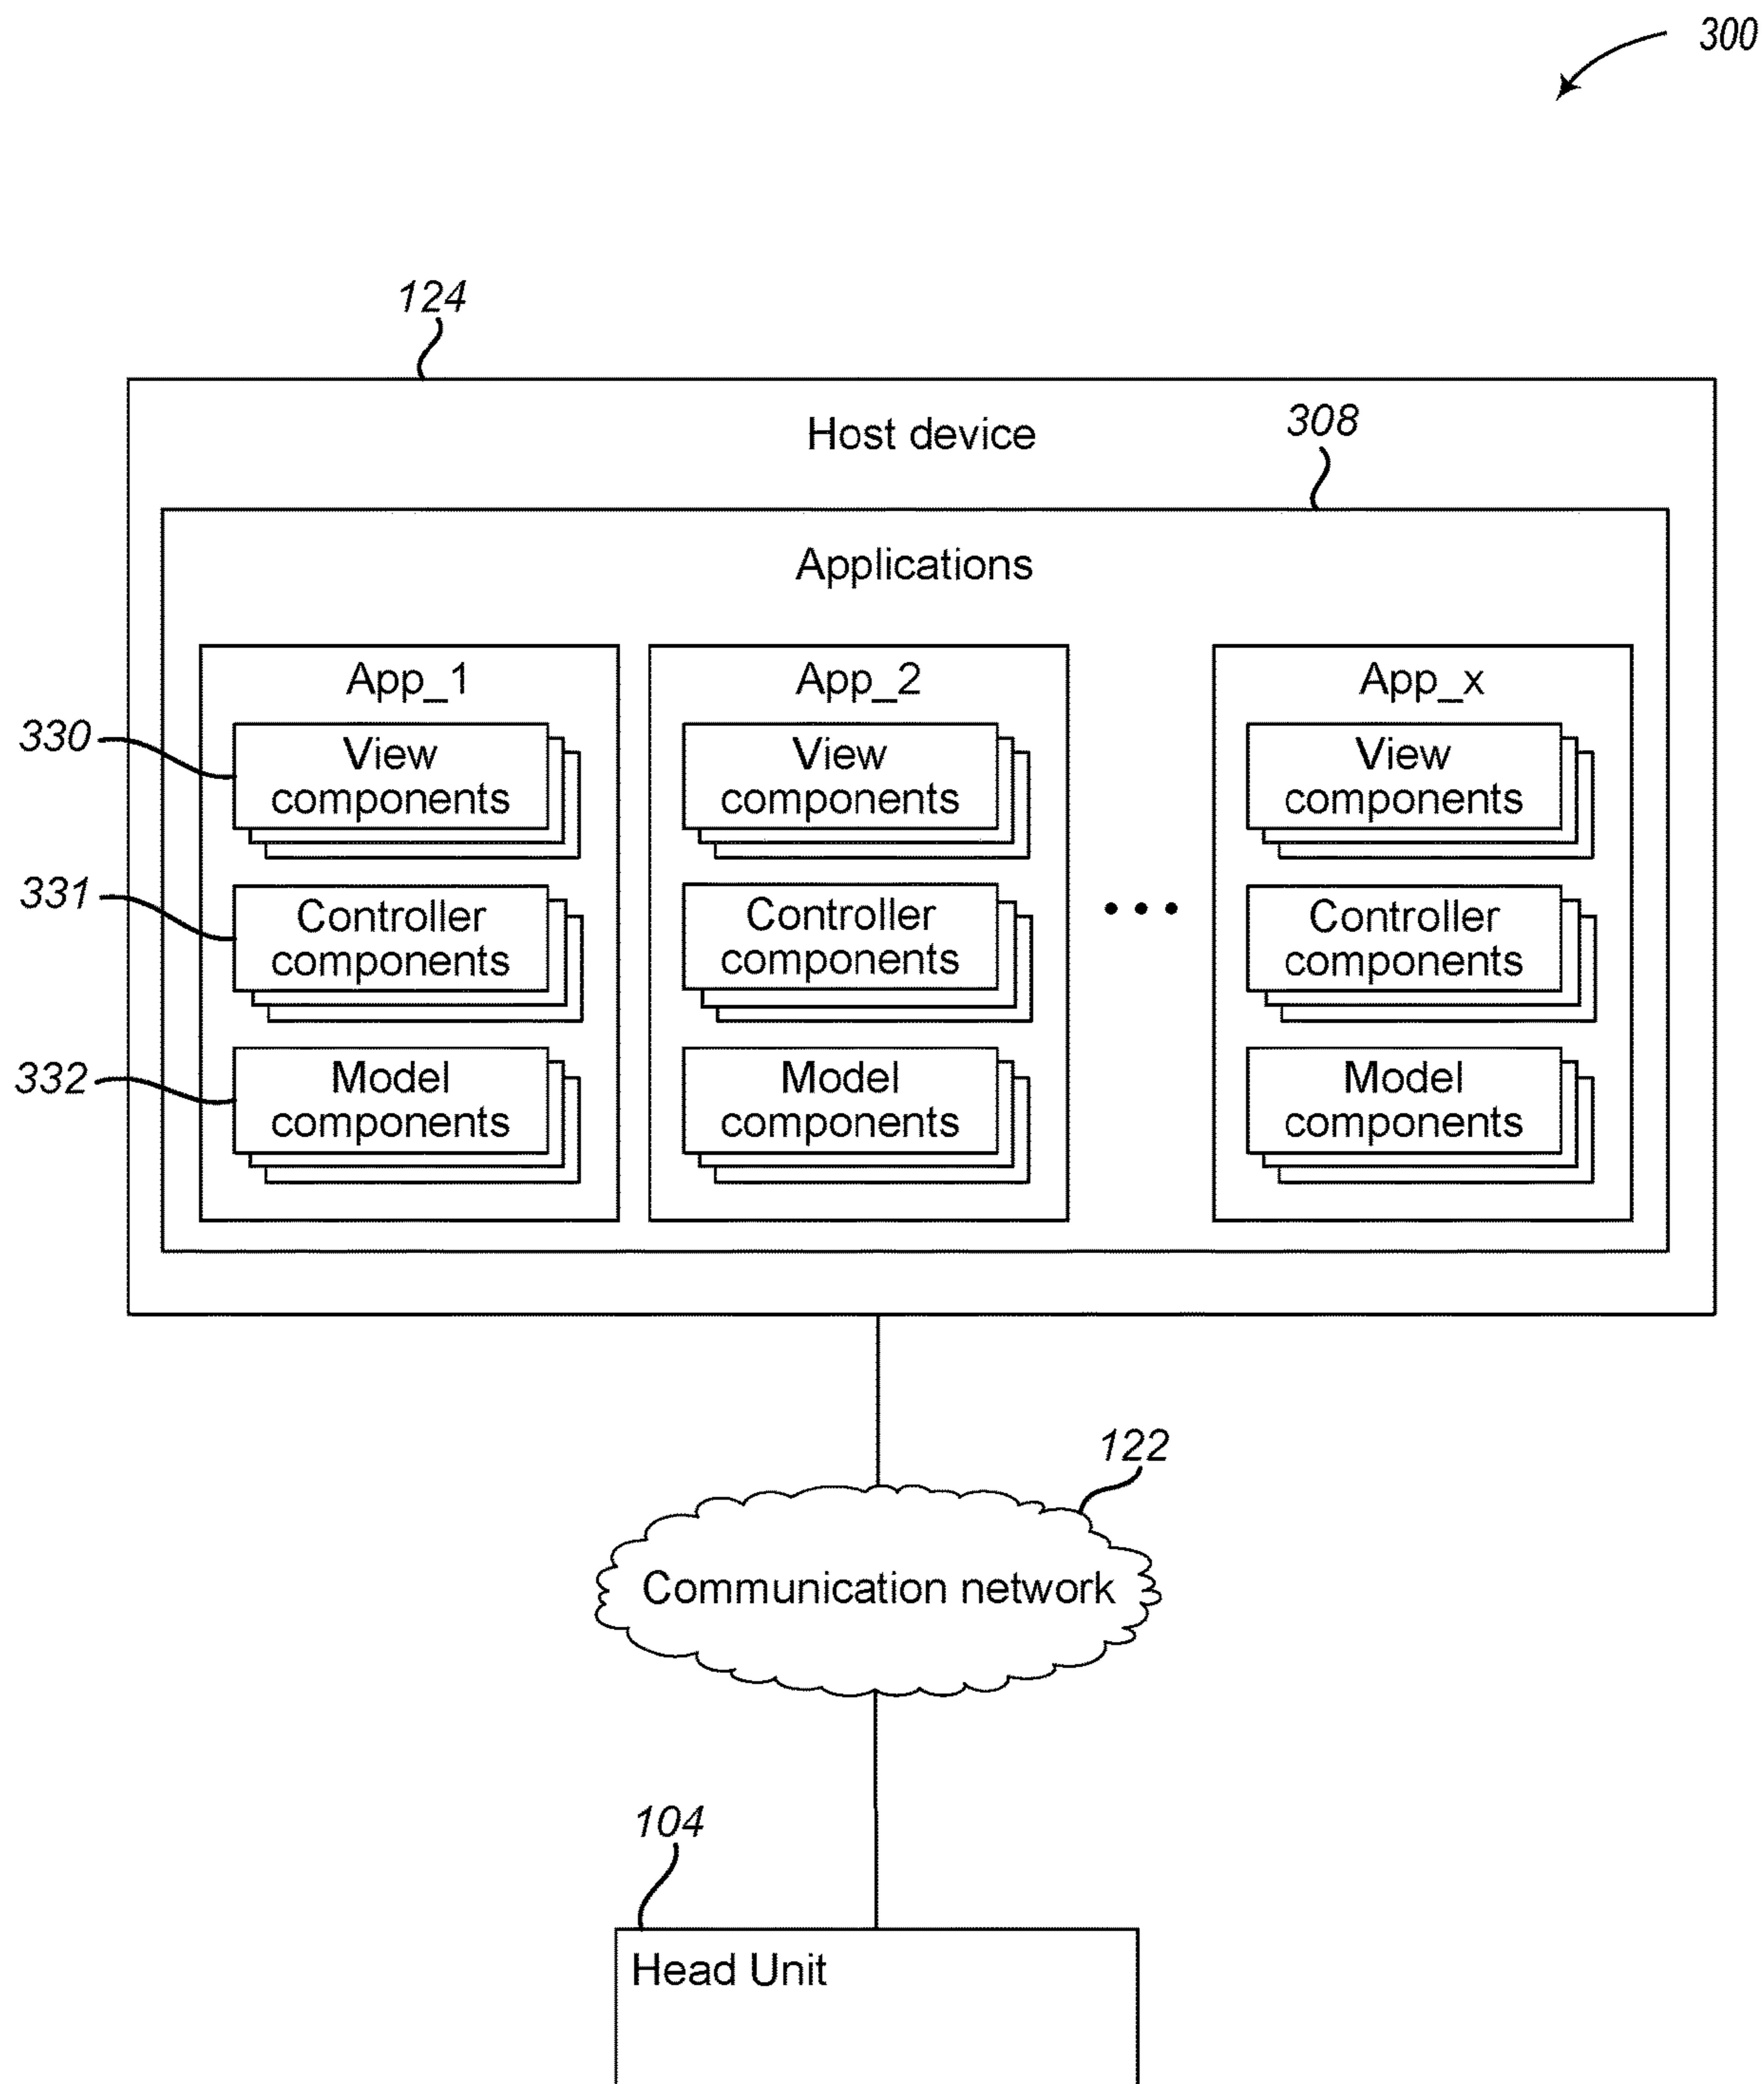 300
124
Host device
308
Applications
App_1
App_2
App_x
330
View
components
View
components
View
components
331
Controller
components
Controller
components
Controller
components
332
Model
components
Model
components
Model
components
122
Communication network
104
Head Unit